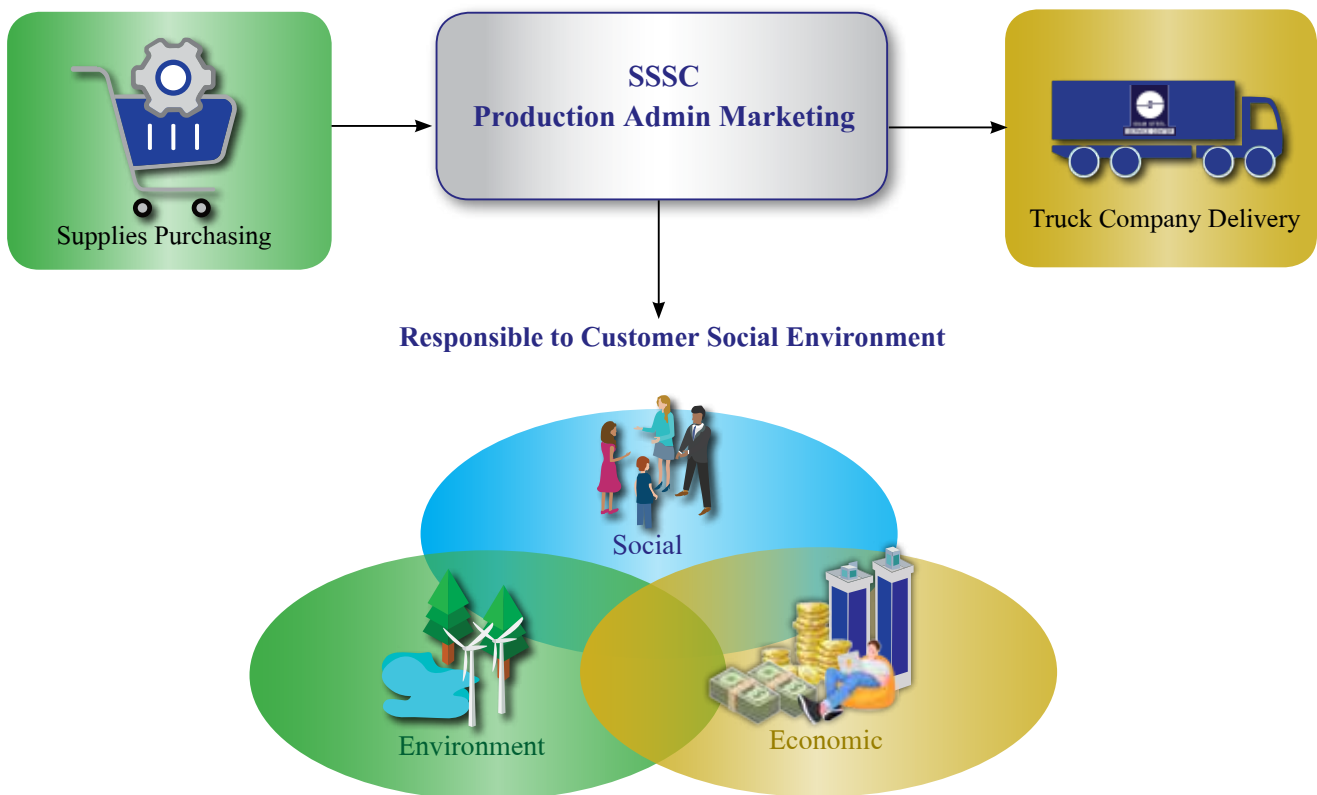 SSSC
Production Admin Marketing
Supplies Purchasing
Truck Company Delivery
Responsible to Customer Social Environment
Social
Environment
Economic